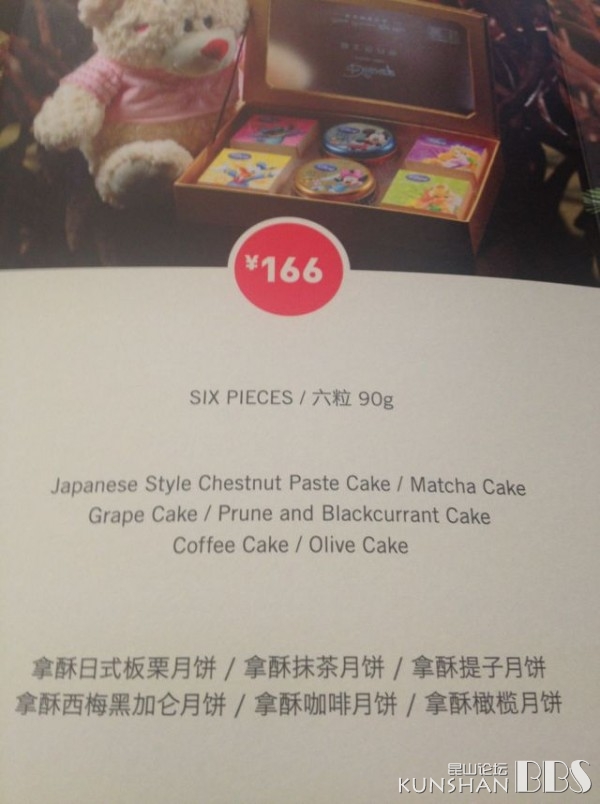 ¥166
SIX PIECES / 六粒 90g
Japanese Style Chestnut Paste Cake / Matcha Cake
Grape Cake / Prune and Blackcurrant Cake
Coffee Cake / Olive Cake
拿酥日式板栗月饼 / 拿酥抹茶月饼 / 拿酥提子月饼
拿酥西梅黑加仑月饼 / 拿酥咖啡月饼 / 拿酥橄榄月饼
昆山论坛
KUNSHAN BBS